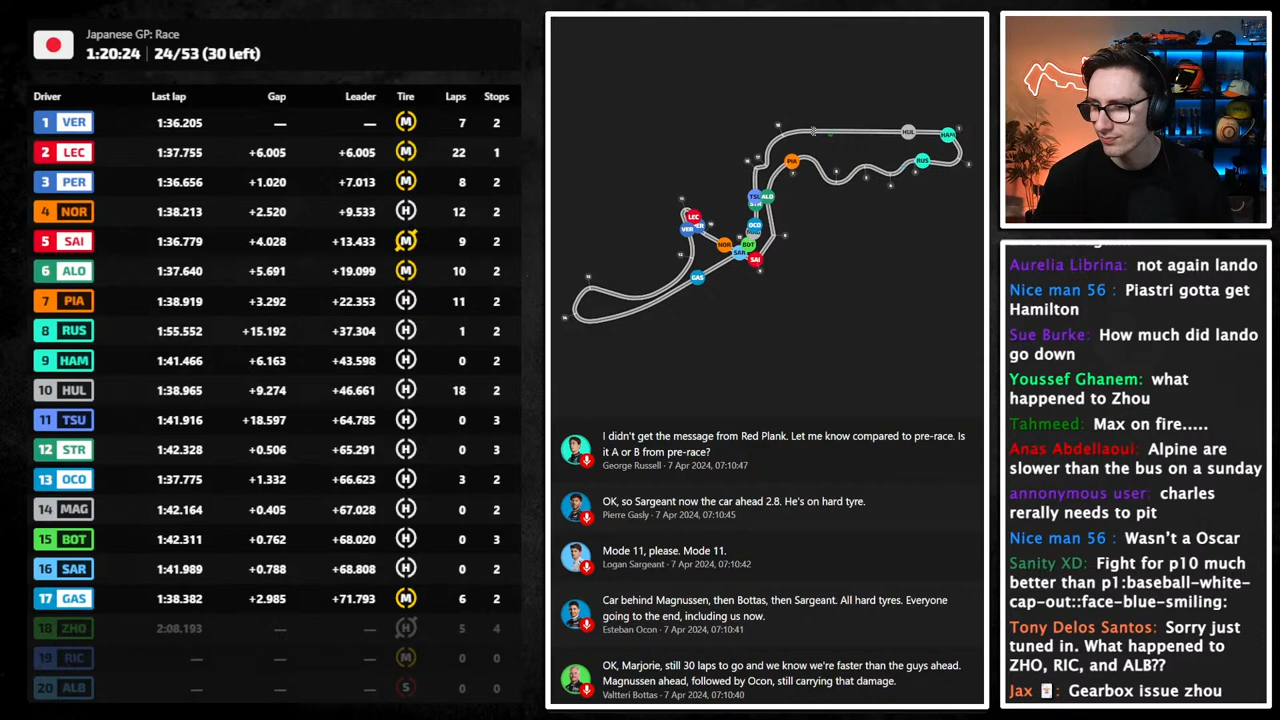 Japanese GP: Race
1:20:24 | 24/53 (30 left)
Driver Last lap Gap Leader Tire Laps Stops
1 VER 1:36.205 — — M 7 2
2 LEC 1:37.755 +6.005 +6.005 M 22 1
3 PER 1:36.656 +1.020 +7.013 M 8 2
4 NOR 1:38.213 +2.520 +9.533 H 12 2
5 SAI 1:36.779 +4.028 +13.433 M 9 2
6 ALO 1:37.640 +5.691 +19.099 M 10 2
7 PIA 1:38.919 +3.292 +22.353 H 11 2
8 RUS 1:55.552 +15.192 +37.304 H 1 2
9 HAM 1:41.466 +6.163 +43.598 H 0 2
10 HUL 1:38.965 +9.274 +46.661 H 18 2
11 TSU 1:41.916 +18.597 +64.785 H 0 3
12 STR 1:42.328 +0.506 +65.291 H 0 3
13 OCO 1:37.775 +1.332 +66.623 H 3 2
14 MAG 1:42.164 +0.405 +67.028 H 0 2
15 BOT 1:42.311 +0.762 +68.020 H 0 3
16 SAR 1:41.989 +0.788 +68.808 H 0 2
17 GAS 1:38.382 +2.985 +71.793 M 6 2
18 ZHO 2:08.193 — — H 5 4
19 RIC — — — M 0 0
20 ALB — — — S 0 0
HUL
HAM
PIA
RUS
TSU ALO
STR
LEC
VER
OCO
NOR
BOT
SAR
SAI
GAS
I didn't get the message from Red Plank. Let me know compared to pre-race. Is
it A or B from pre-race?
George Russell · 7 Apr 2024, 07:10:47
OK, so Sargeant now the car ahead 2.8. He's on hard tyre.
Pierre Gasly · 7 Apr 2024, 07:10:45
Mode 11, please. Mode 11.
Logan Sargeant · 7 Apr 2024, 07:10:42
Car behind Magnussen, then Bottas, then Sargeant. All hard tyres. Everyone
going to the end, including us now.
Esteban Ocon · 7 Apr 2024, 07:10:41
OK, Marjorie, still 30 laps to go and we know we're faster than the guys ahead.
Magnussen ahead, followed by Ocon, still carrying that damage.
Valtteri Bottas · 7 Apr 2024, 07:10:40
Aurelia Librina: not again lando
Nice man 56 : Piastri gotta get
Hamilton
Sue Burke: How much did lando
go down
Youssef Ghanem: what
happened to Zhou
Tahmeed: Max on fire.....
Anas Abdellaoui: Alpine are
slower than the bus on a sunday
annonymous user: charles
rerally needs to pit
Nice man 56 : Wasn't a Oscar
Sanity XD: Fight for p10 much
better than p1:baseball-white-
cap-out::face-blue-smiling:
Tony Delos Santos: Sorry just
tuned in. What happened to
ZHO, RIC, and ALB??
Jax 🃏: Gearbox issue zhou